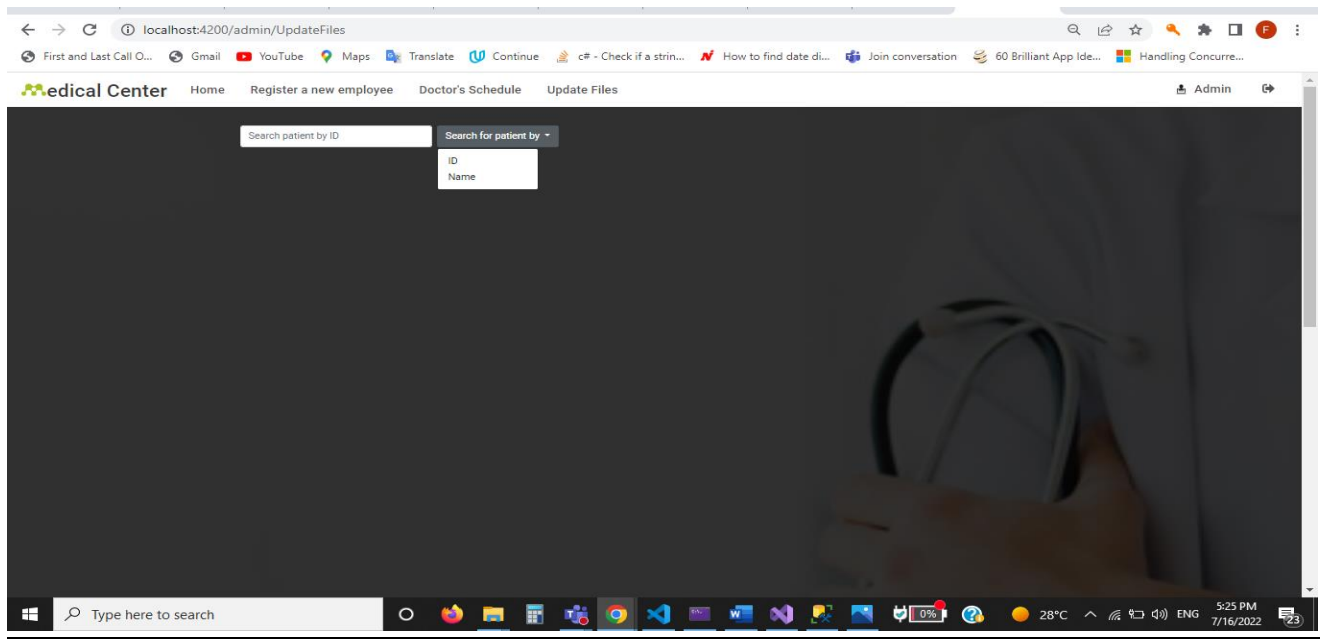 localhost:4200/admin/UpdateFiles
First and Last Call O... Gmail YouTube Maps Translate Continue c# - Check if a strin... How to find date di... Join conversation 60 Brilliant App Ide... Handling Concurre...
Medical Center Home Register a new employee Doctor's Schedule Update Files Admin
Search patient by ID Search for patient by
ID
Name
Type here to search 0% 28°C ENG 5:25 PM
7/16/2022 23